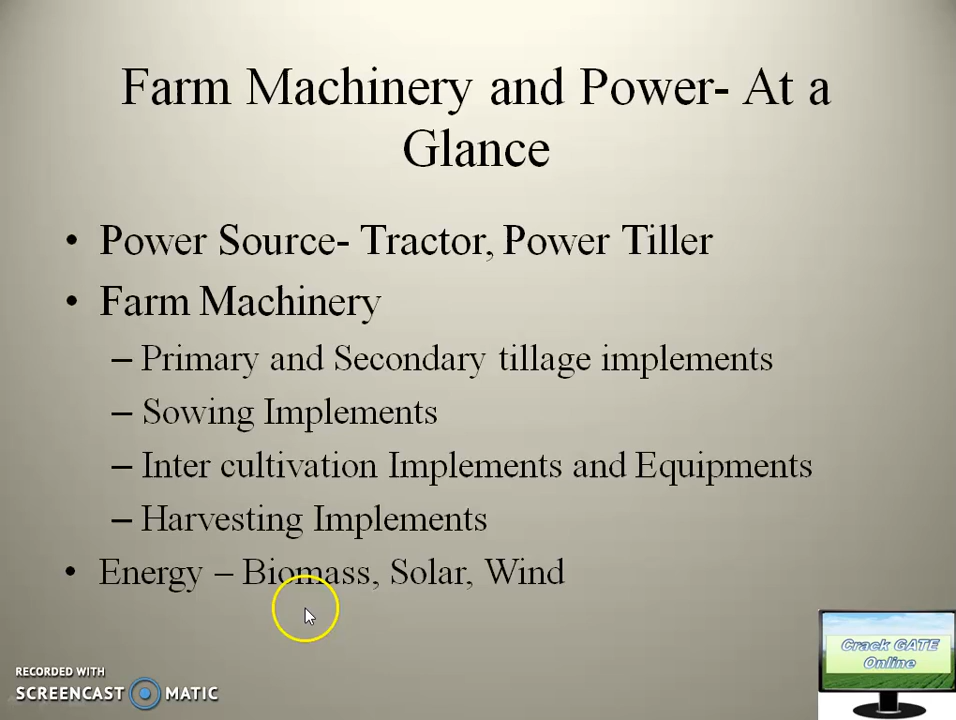 Farm Machinery and Power- At a
Glance
• Power Source- Tractor, Power Tiller
• Farm Machinery
– Primary and Secondary tillage implements
– Sowing Implements
– Inter cultivation Implements and Equipments
– Harvesting Implements
• Energy – Biomass, Solar, Wind
Crack GATE
Online
RECORDED WITH
SCREENCAST MATIC